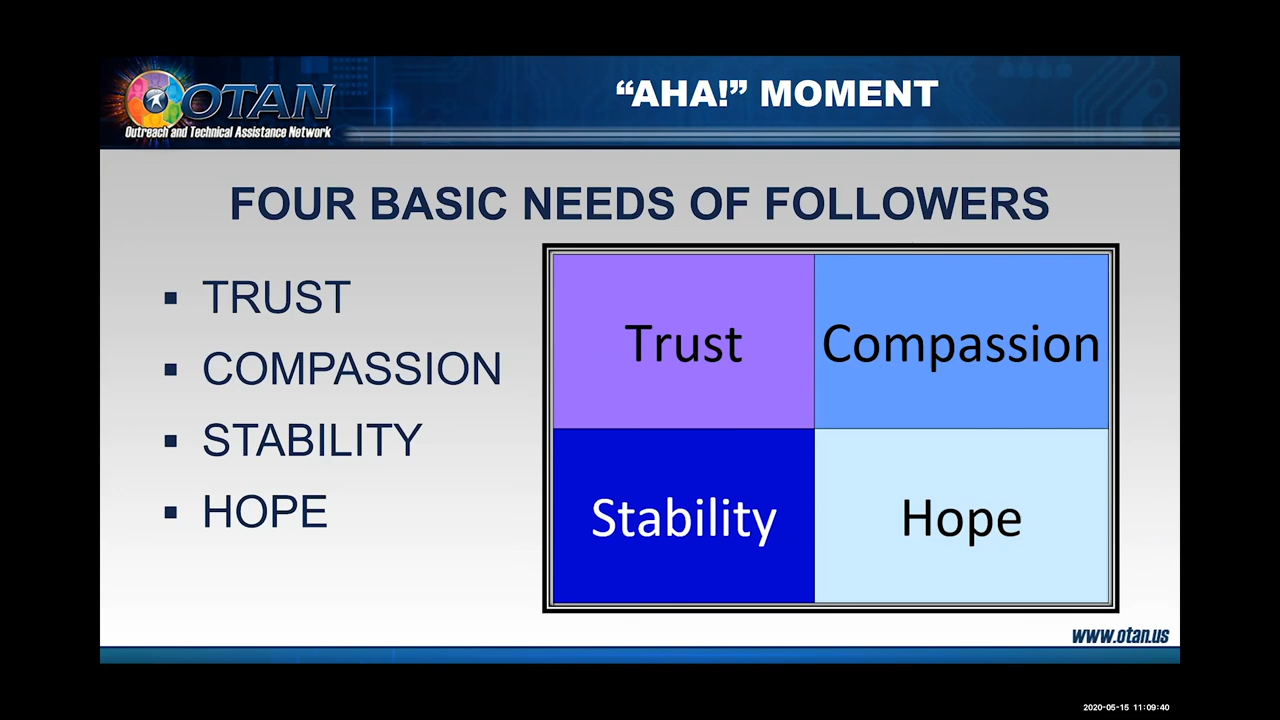 OTAN
Outreach and Technical Assistance Network
“AHA!” MOMENT
FOUR BASIC NEEDS OF FOLLOWERS
▪ TRUST
▪ COMPASSION
▪ STABILITY
▪ HOPE
Trust
Compassion
Stability
Hope
www.otan.us
2020-05-15 11:09:40